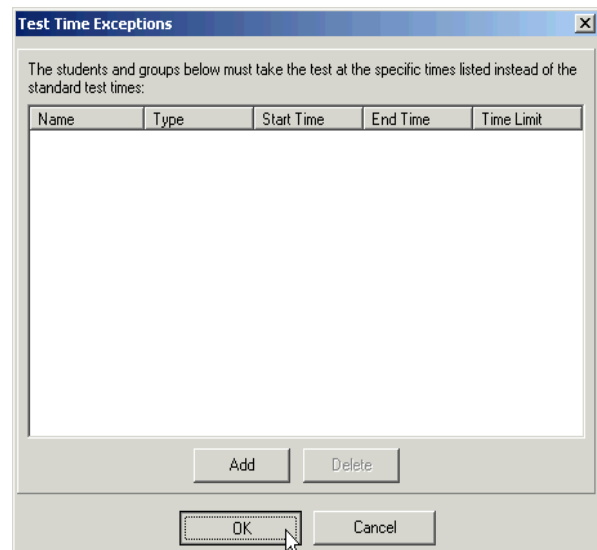 Test Time Exceptions
The students and groups below must take the test at the specific times listed instead of the
standard test times:
Name Type Start Time End Time Time Limit
Add Delete
OK Cancel